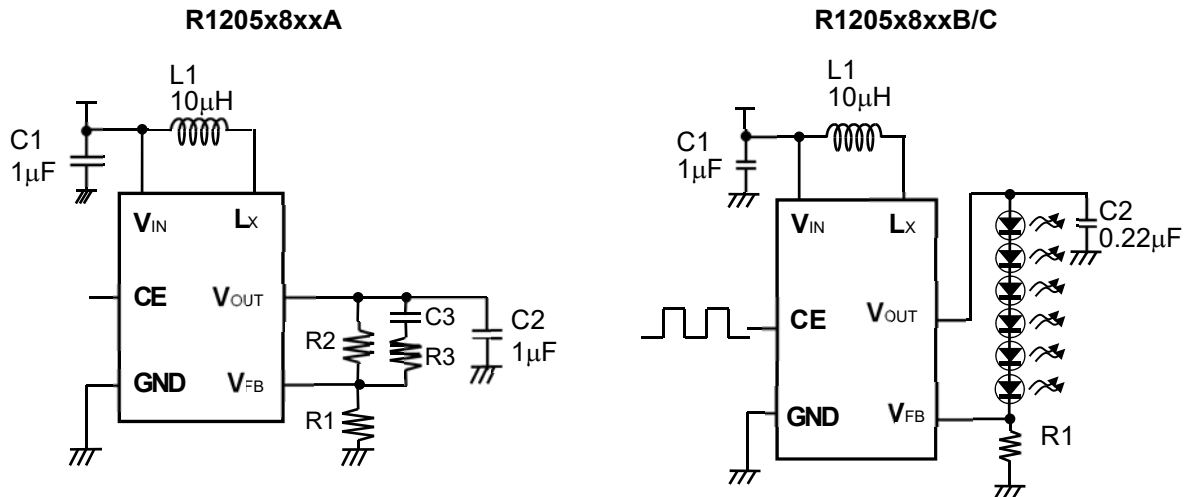 R1205x8xxA
L1
10μH
C1
1μF
VIN
LX
CE
VOUT
GND
VFB
R2
C3
R3
C2
1μF
R1
R1205x8xxB/C
L1
10μH
C1
1μF
VIN
LX
CE
VOUT
GND
VFB
C2
0.22μF
R1